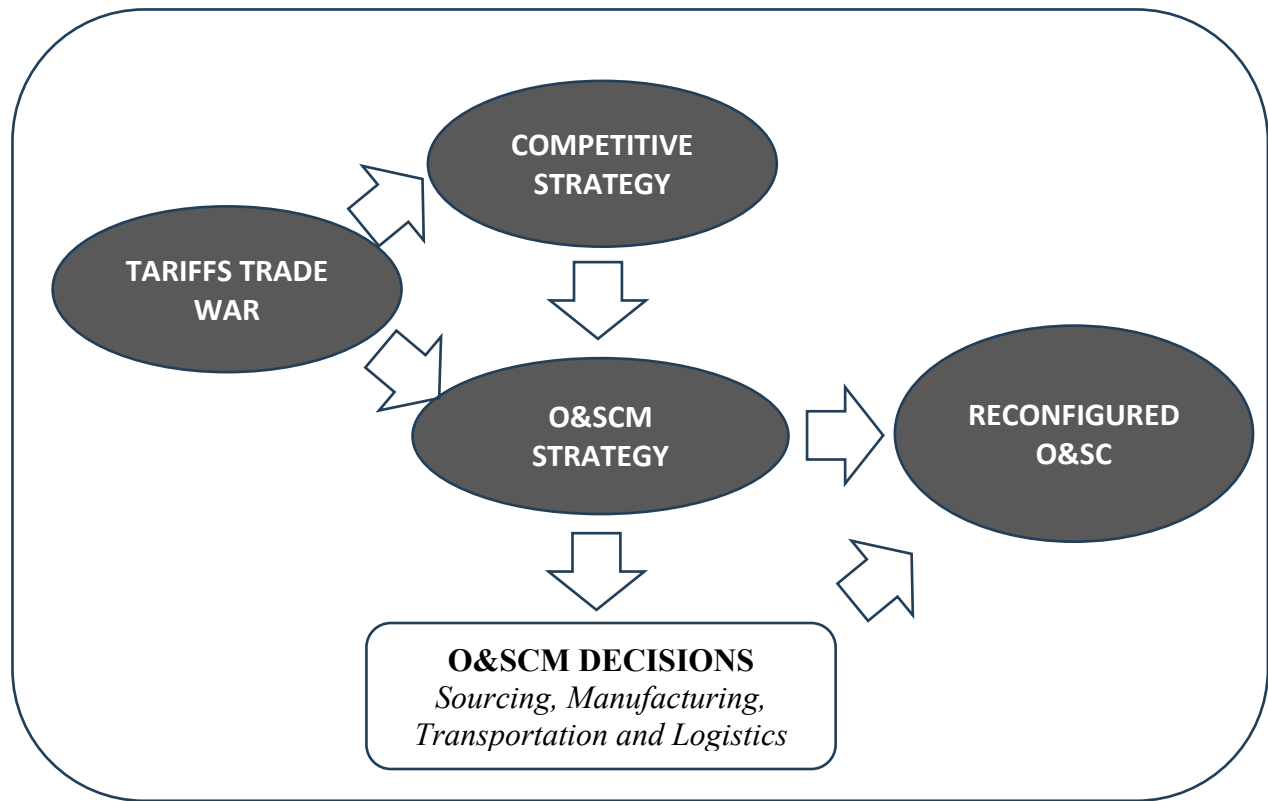 COMPETITIVE
STRATEGY
TARIFFS TRADE
WAR
O&SCM
STRATEGY
RECONFIGURED
O&SC
O&SCM DECISIONS
Sourcing, Manufacturing,
Transportation and Logistics